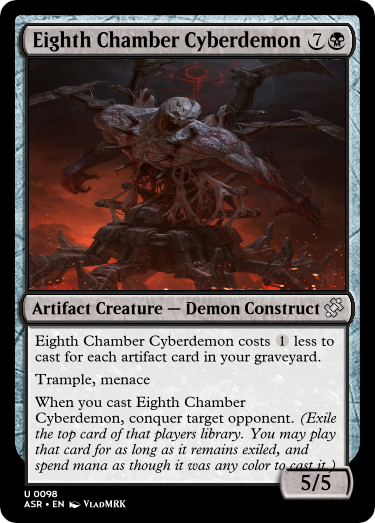 Eighth Chamber Cyberdemon 7
Artifact Creature — Demon Construct
Eighth Chamber Cyberdemon costs 1 less to
cast for each artifact card in your graveyard.
Trample, menace
When you cast Eighth Chamber
Cyberdemon, conquer target opponent. (Exile
the top card of that players library. You may play
that card for as long as it remains exiled, and
spend mana as though it was any color to cast it.)
5/5
U 0098
ASR • EN VladMRK